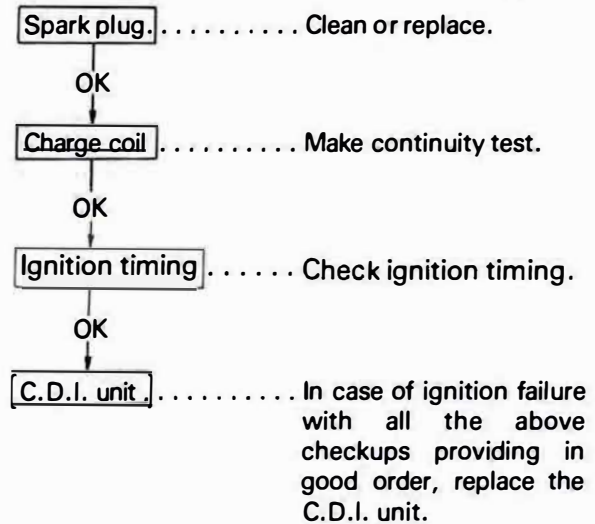 Spark plug. . . . . . . . . . . Clean or replace.
OK
Charge coil . . . . . . . . . . Make continuity test.
OK
Ignition timing . . . . . . Check ignition timing.
OK
C.D.I. unit . . . . . . . . . . . In case of ignition failure
with all the above
checkups providing in
good order, replace the
C.D.I. unit.